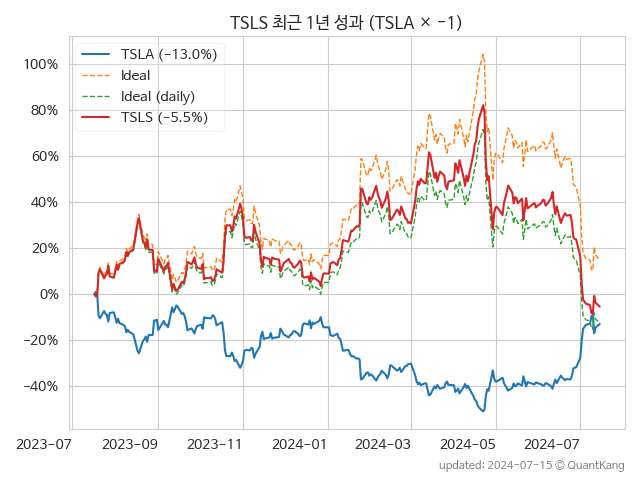 TSLS 최근 1년 성과 (TSLA × −1)
TSLA (−13.0%)
Ideal
Ideal (daily)
TSLS (−5.5%)
100%
80%
60%
40%
20%
0%
−20%
−40%
2023-07 2023-09 2023-11 2024-01 2024-03 2024-05 2024-07
updated: 2024-07-15 © QuantKang